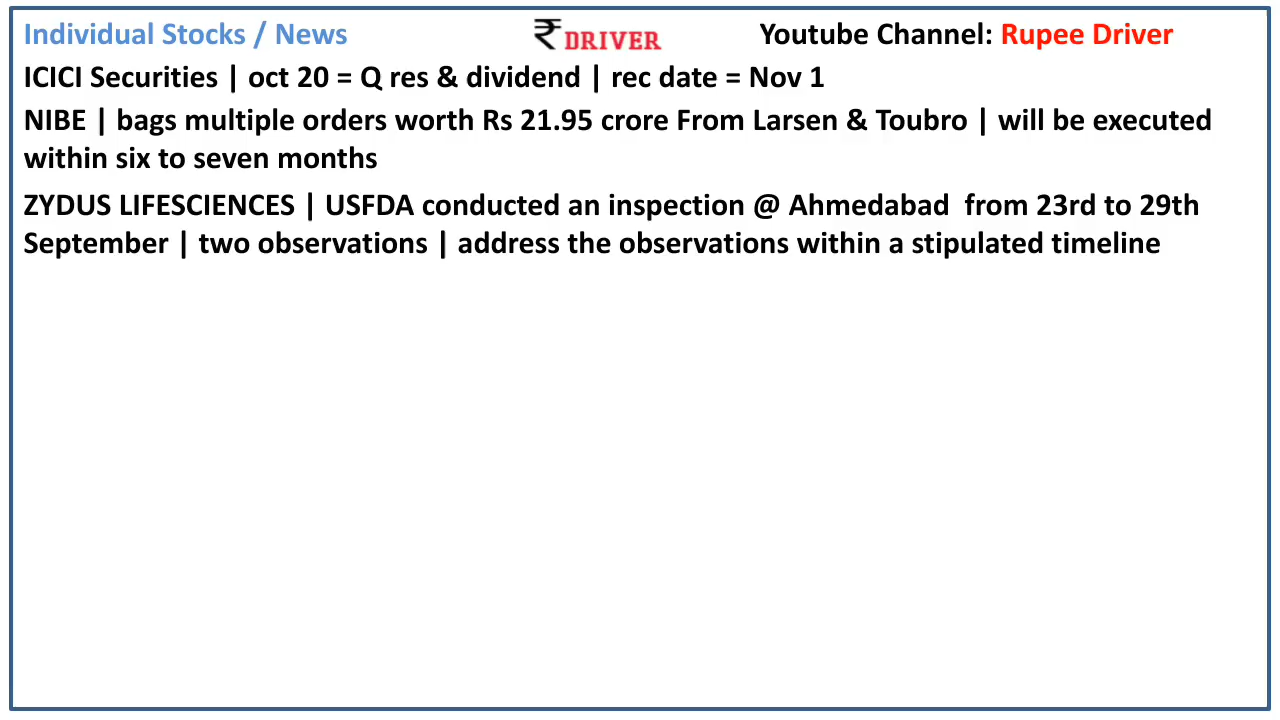 Individual Stocks / News ₹ DRIVER Youtube Channel: Rupee Driver
ICICI Securities | oct 20 = Q res & dividend | rec date = Nov 1
NIBE | bags multiple orders worth Rs 21.95 crore From Larsen & Toubro | will be executed
within six to seven months
ZYDUS LIFESCIENCES | USFDA conducted an inspection @ Ahmedabad  from 23rd to 29th
September | two observations | address the observations within a stipulated timeline